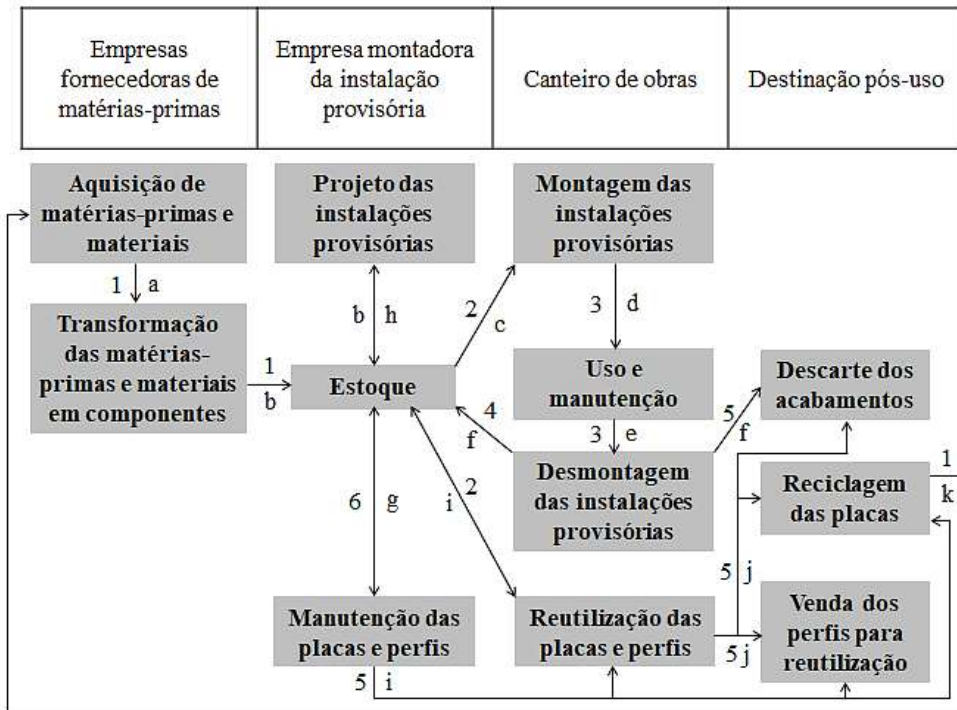 Empresas
fornecedoras de
matérias-primas
Empresa montadora
da instalação
provisória
Canteiro de obras
Destinação pós-uso
Aquisição de
matérias-primas e
materiais
Projeto das
instalações
provisórias
Montagem das
instalações
provisórias
1 a
b h
2
c
3 d
Transformação
das matérias-
primas e materiais
em componentes
1
b
Estoque
Uso e
manutenção
Descarte dos
acabamentos
4
f
3 e
5
f
Desmontagem
das instalações
provisórias
Reciclagem
das placas
1
k
6 g
i 2
5 j
Manutenção das
placas e perfis
Reutilização das
placas e perfis
5 j
Venda dos
perfis para
reutilização
5 i